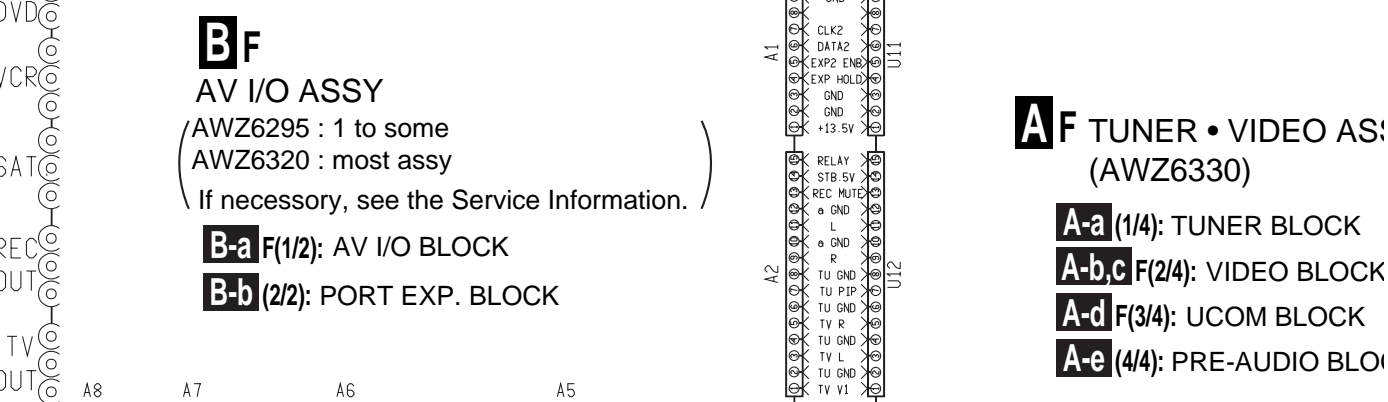 VCR
SAT
REC
OUT
TV
OUT
B F
AV I/O ASSY
AWZ6295 : 1 to some
AWZ6320 : most assy
If necessary, see the Service Information.
B-a F(1/2): AV I/O BLOCK
B-b (2/2): PORT EXP. BLOCK
A8 A7 A6 A5
A1
U11
CLK2
DATA2
EXP2 ENB
EXP HOLD
GND
GND
+13.5V
A2
U12
RELAY
STB.5V
REC MUTE
a GND
L
a GND
R
TU GND
TU PIP
TU GND
TV R
TU GND
TV L
TU GND
TV V1
A F TUNER • VIDEO ASS
(AWZ6330)
A-a (1/4): TUNER BLOCK
A-b,c F(2/4): VIDEO BLOCK
A-d F(3/4): UCOM BLOCK
A-e (4/4): PRE-AUDIO BLOC